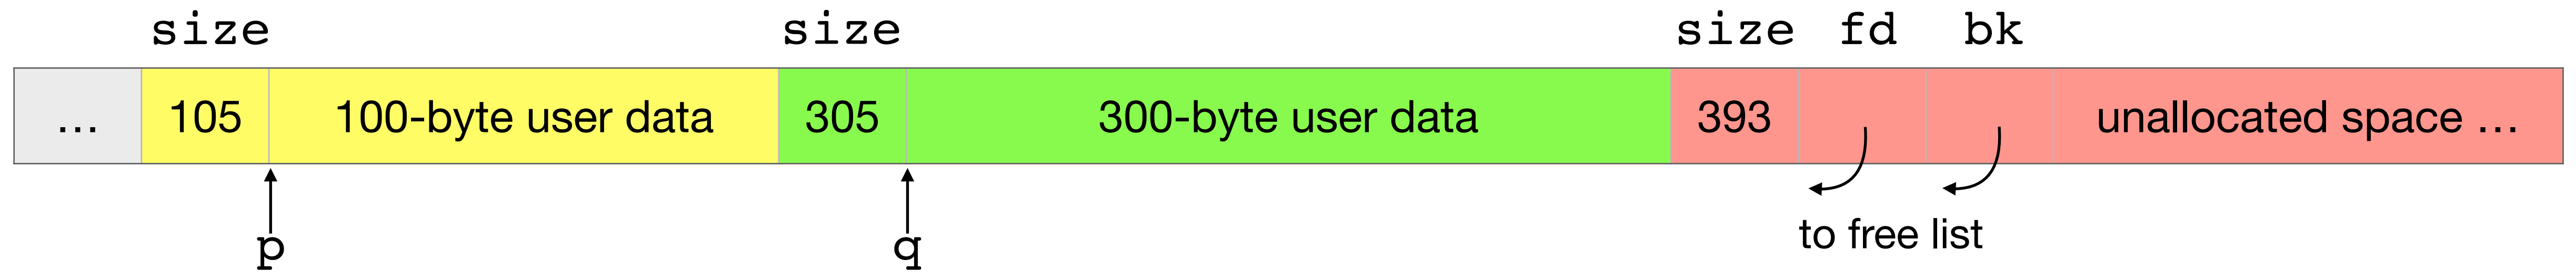 size size size fd bk
... 105 100-byte user data 305 300-byte user data 393 unallocated space ...
p q to free list